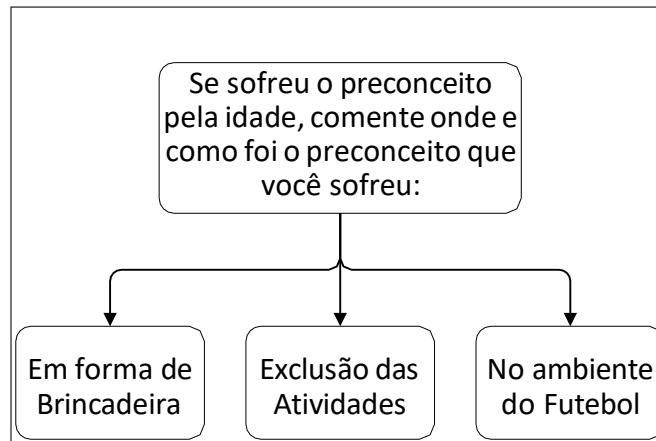 Se sofreu o preconceito
pela idade, comente onde e
como foi o preconceito que
você sofreu:
Em forma de
Brincadeira
Exclusão das
Atividades
No ambiente
do Futebol